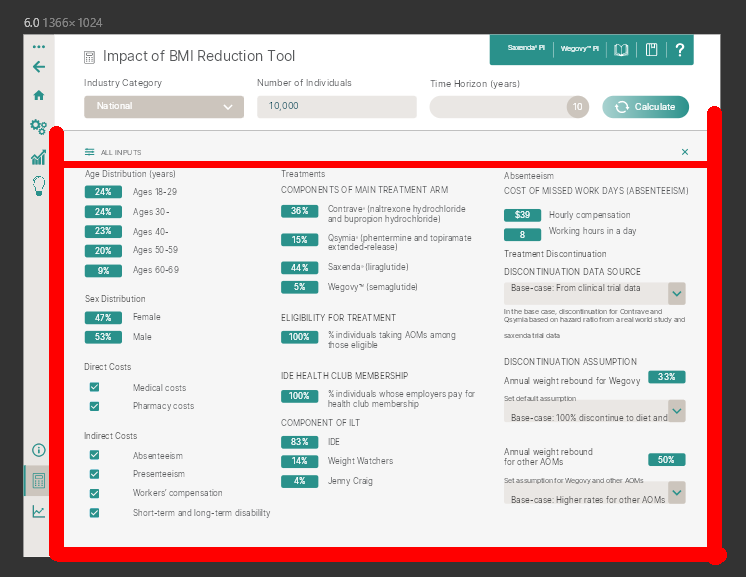 6.0 1366×1024
Impact of BMI Reduction Tool
Saxenda® PI
Wegovy™ PI
?
Industry Category
Number of Individuals
Time Horizon (years)
National
10,000
10
Calculate
ALL INPUTS
×
Age Distribution (years)
24% Ages 18-29
24% Ages 30-
23% Ages 40-
20% Ages 50-59
9% Ages 60-69
Sex Distribution
47% Female
53% Male
Direct Costs
Medical costs
Pharmacy costs
Indirect Costs
Absenteeism
Presenteeism
Workers' compensation
Short-term and long-term disability
Treatments
COMPONENTS OF MAIN TREATMENT ARM
36% Contrave® (naltrexone hydrochloride
and bupropion hydrochloride)
15% Qsymia® (phentermine and topiramate
extended-release)
44% Saxenda® (liraglutide)
5% Wegovy™ (semaglutide)
ELIGIBILITY FOR TREATMENT
100% % individuals taking AOMs among
those eligible
IDE HEALTH CLUB MEMBERSHIP
100% % individuals whose employers pay for
health club membership
COMPONENT OF ILT
83% IDE
14% Weight Watchers
4% Jenny Craig
Absenteeism
COST OF MISSED WORK DAYS (ABSENTEEISM)
$39 Hourly compensation
8 Working hours in a day
Treatment Discontinuation
DISCONTINUATION DATA SOURCE
Base-case: From clinical trial data
In the base case, discontinuation for Contrave and
Qsymia based on hazard ratio from a real world study and
saxenda trial data
DISCONTINUATION ASSUMPTION
Annual weight rebound for Wegovy 33%
Set default assumption
Base-case: 100% discontinue to diet and
Annual weight rebound
for other AOMs 50%
Set assumption for Wegovy and other AOMs
Base-case: Higher rates for other AOMs